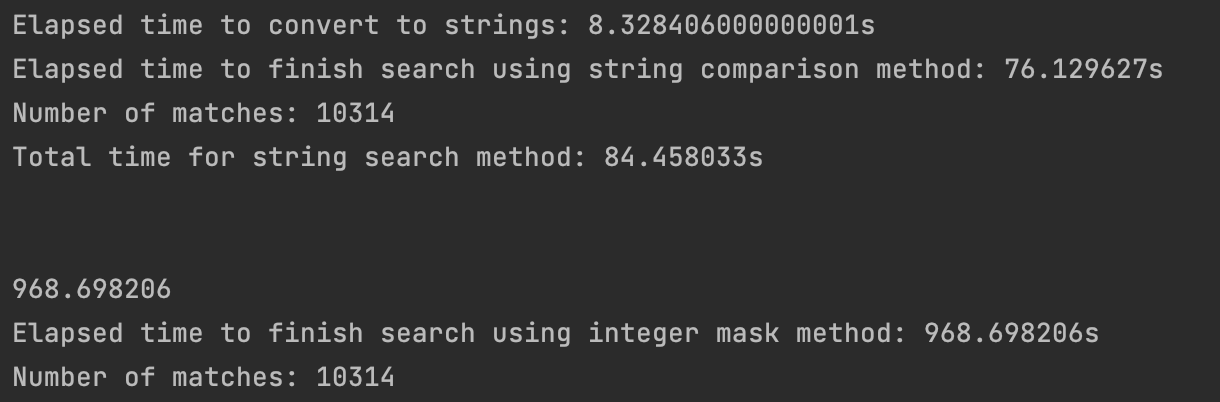 Elapsed time to convert to strings: 8.328406000000001s
Elapsed time to finish search using string comparison method: 76.129627s
Number of matches: 10314
Total time for string search method: 84.458033s
968.698206
Elapsed time to finish search using integer mask method: 968.698206s
Number of matches: 10314